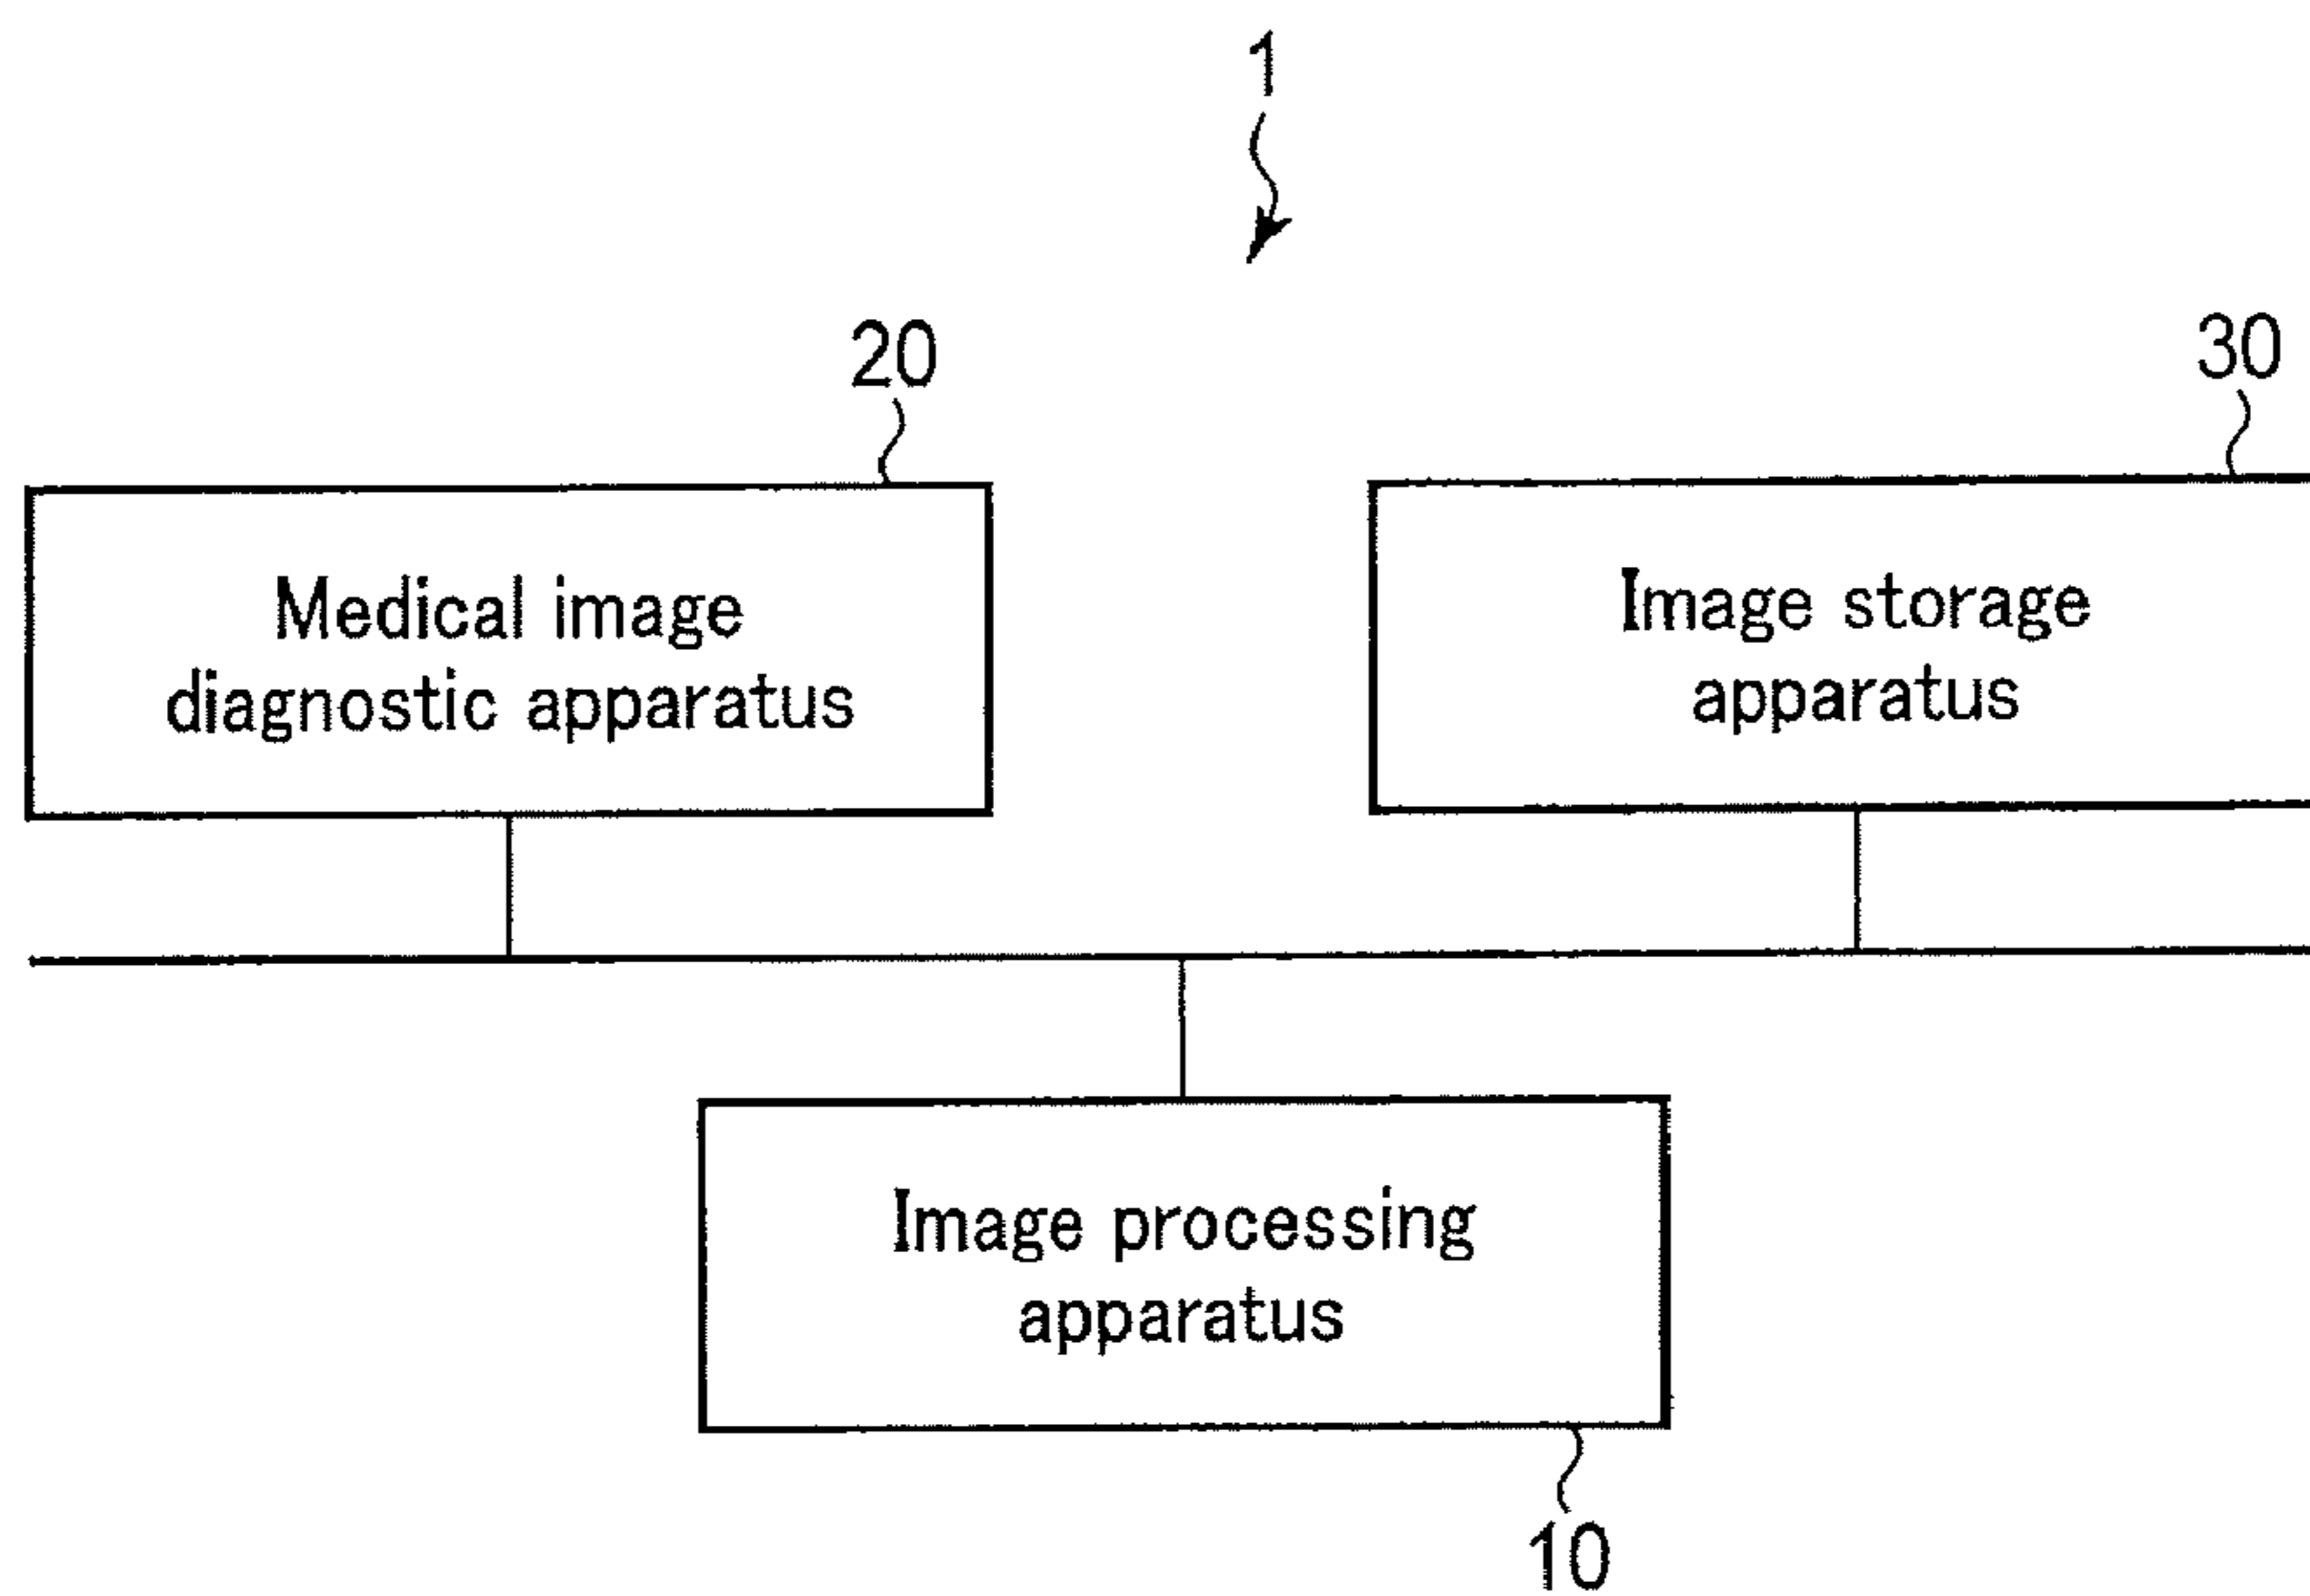 1
20
30
Medical image
diagnostic apparatus
Image storage
apparatus
Image processing
apparatus
10